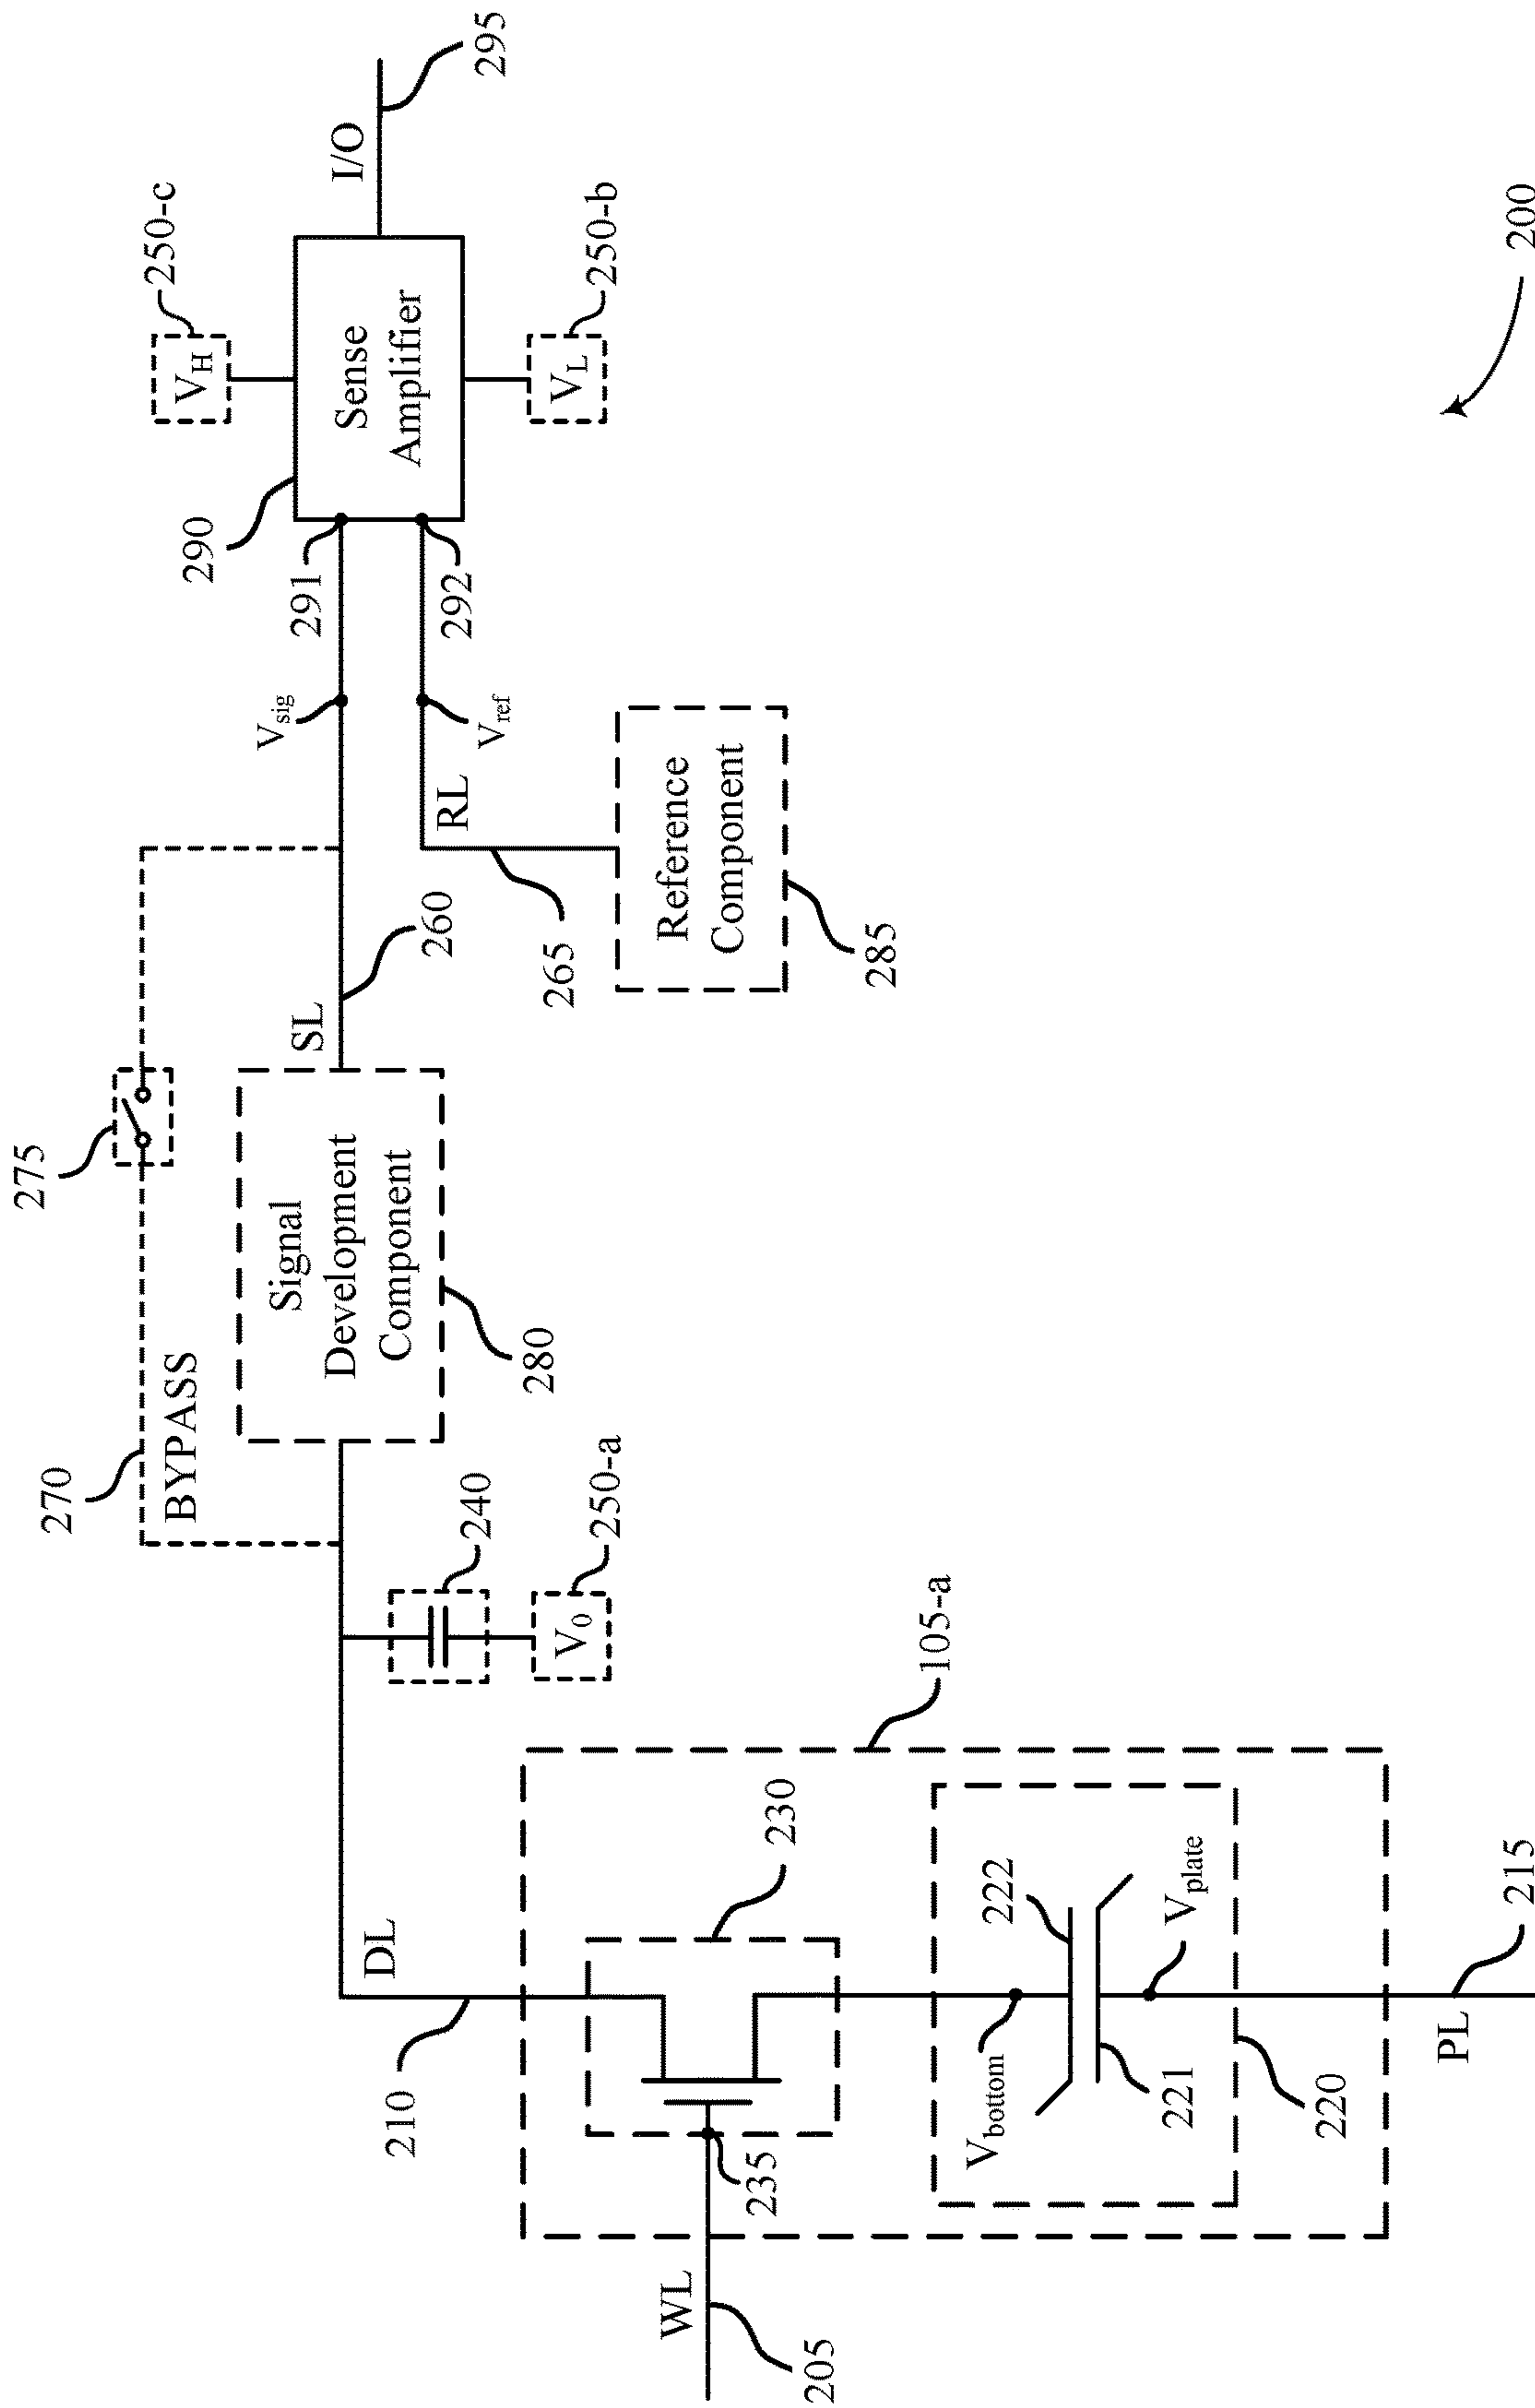 275
270
BYPASS
Signal
Development
Component
280
SL
260
V_sig
291
290
V_H
250-c
Sense
Amplifier
I/O
295
V_L
250-b
292
V_ref
RL
265
Reference
Component
285
DL
210
240
V_0
250-a
105-a
WL
205
235
230
V_bottom
222
221
V_plate
220
PL
215
200